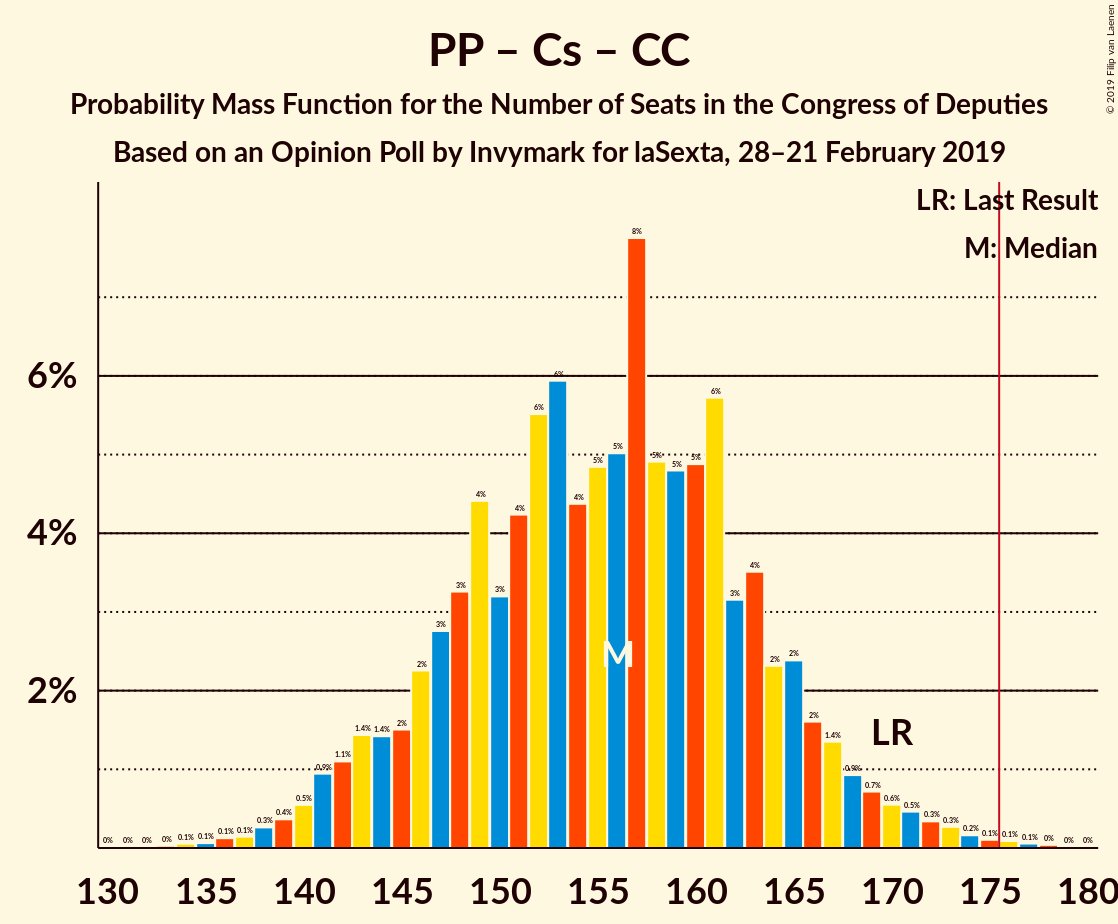 PP – Cs – CC
Probability Mass Function for the Number of Seats in the Congress of Deputies
Based on an Opinion Poll by Invymark for laSexta, 28–21 February 2019
© 2019 Filip van Laenen
LR: Last Result
M: Median
6%
4%
2%
0% 0% 0% 0% 0.1% 0.1% 0.1% 0.1% 0.3% 0.4% 0.5% 0.9% 1.1% 1.4% 1.4% 2% 2% 3% 3% 4% 3% 4% 6% 6% 4% 5% 5% 8% 5% 5% 5% 6% 3% 4% 2% 2% 2% 1.4% 0.9% 0.7% 0.6% 0.5% 0.3% 0.3% 0.2% 0.1% 0.1% 0.1% 0% 0% 0%
M
LR
130 135 140 145 150 155 160 165 170 175 180